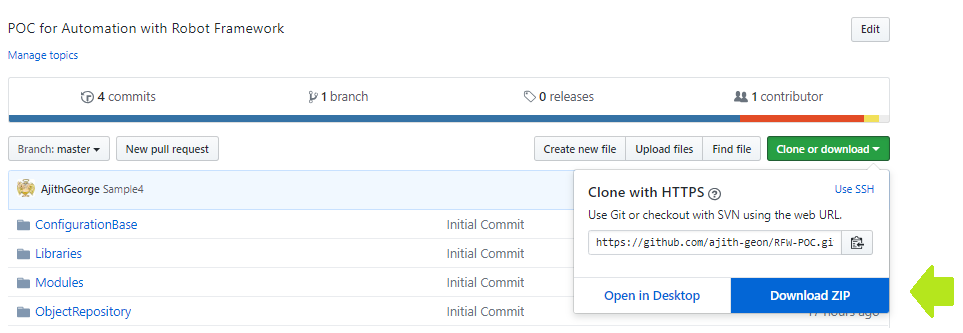 POC for Automation with Robot Framework
Edit
Manage topics
4 commits
1 branch
0 releases
1 contributor
Branch: master
New pull request
Create new file
Upload files
Find file
Clone or download
AjithGeorge Sample4
Clone with HTTPS
Use SSH
Use Git or checkout with SVN using the web URL.
https://github.com/ajith-geon/RFW-POC.gi
ConfigurationBase Initial Commit
Libraries Initial Commit
Modules Initial Commit
Open in Desktop
Download ZIP
ObjectRepository Initial Commit
17 hours ago